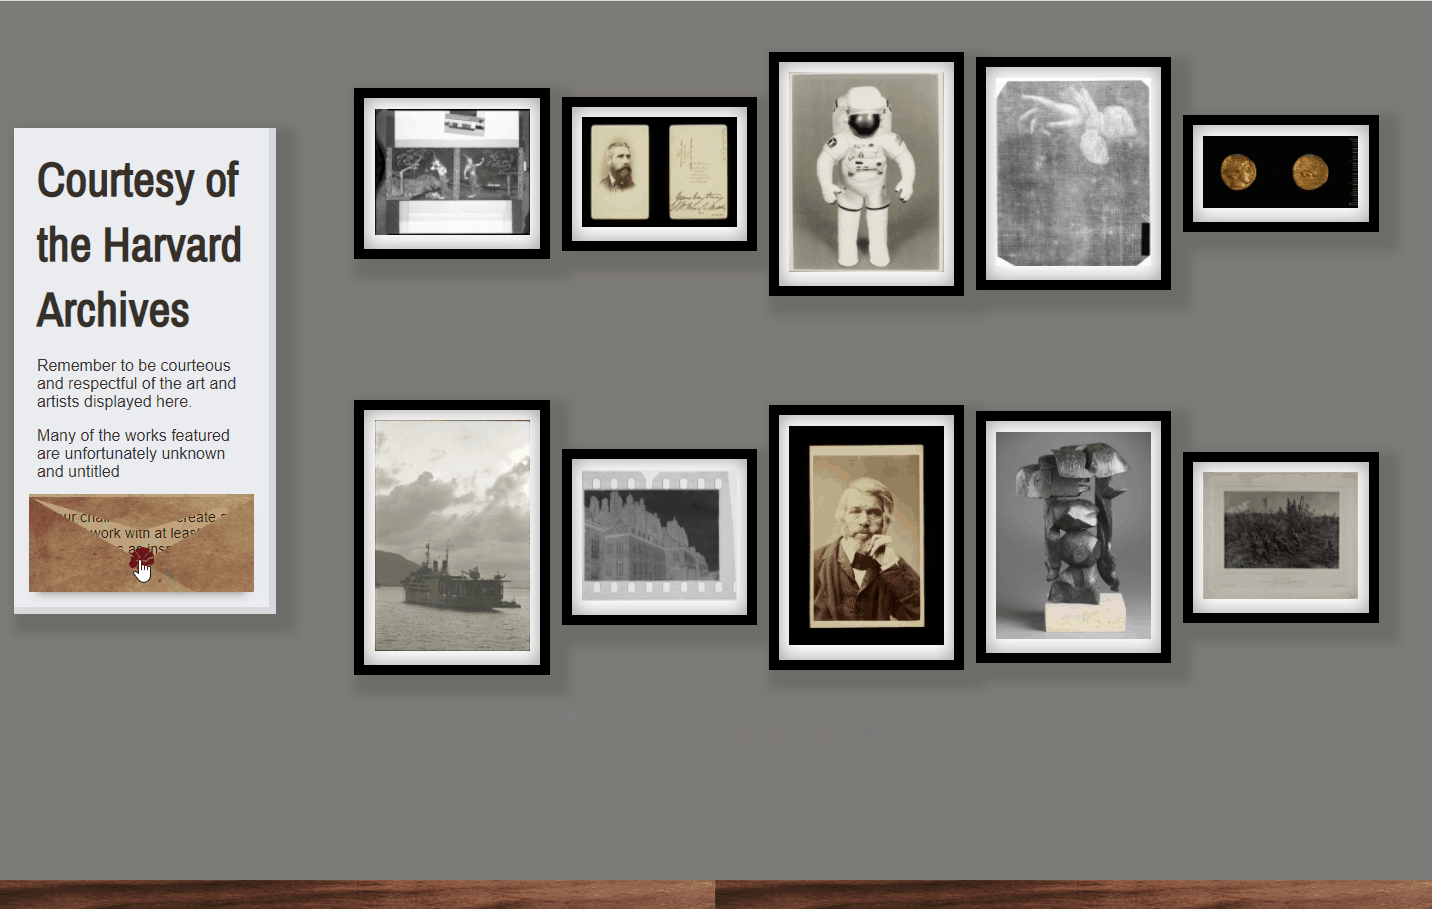 Courtesy of
the Harvard
Archives
Remember to be courteous
and respectful of the art and
artists displayed here.
Many of the works featured
are unfortunately unknown
and untitled
create
work with at least